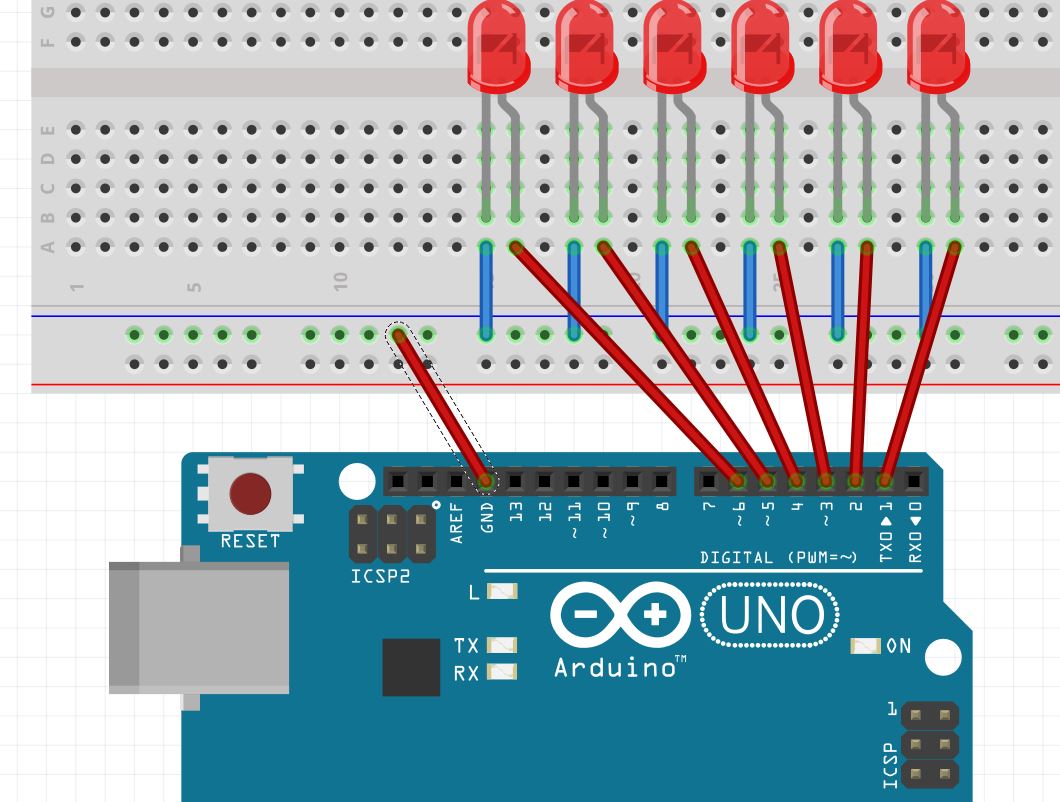 G
F
E
D
C
B
A
1
5
10
25
RESET
ICSP2
AREF
GND
13
12
~11
~10
~9
8
7
~6
~5
4
~3
2
TX0▶1
RX0◀0
DIGITAL (PWM=~)
L
TX
RX
UNO
ON
Arduino™
1
ICSP